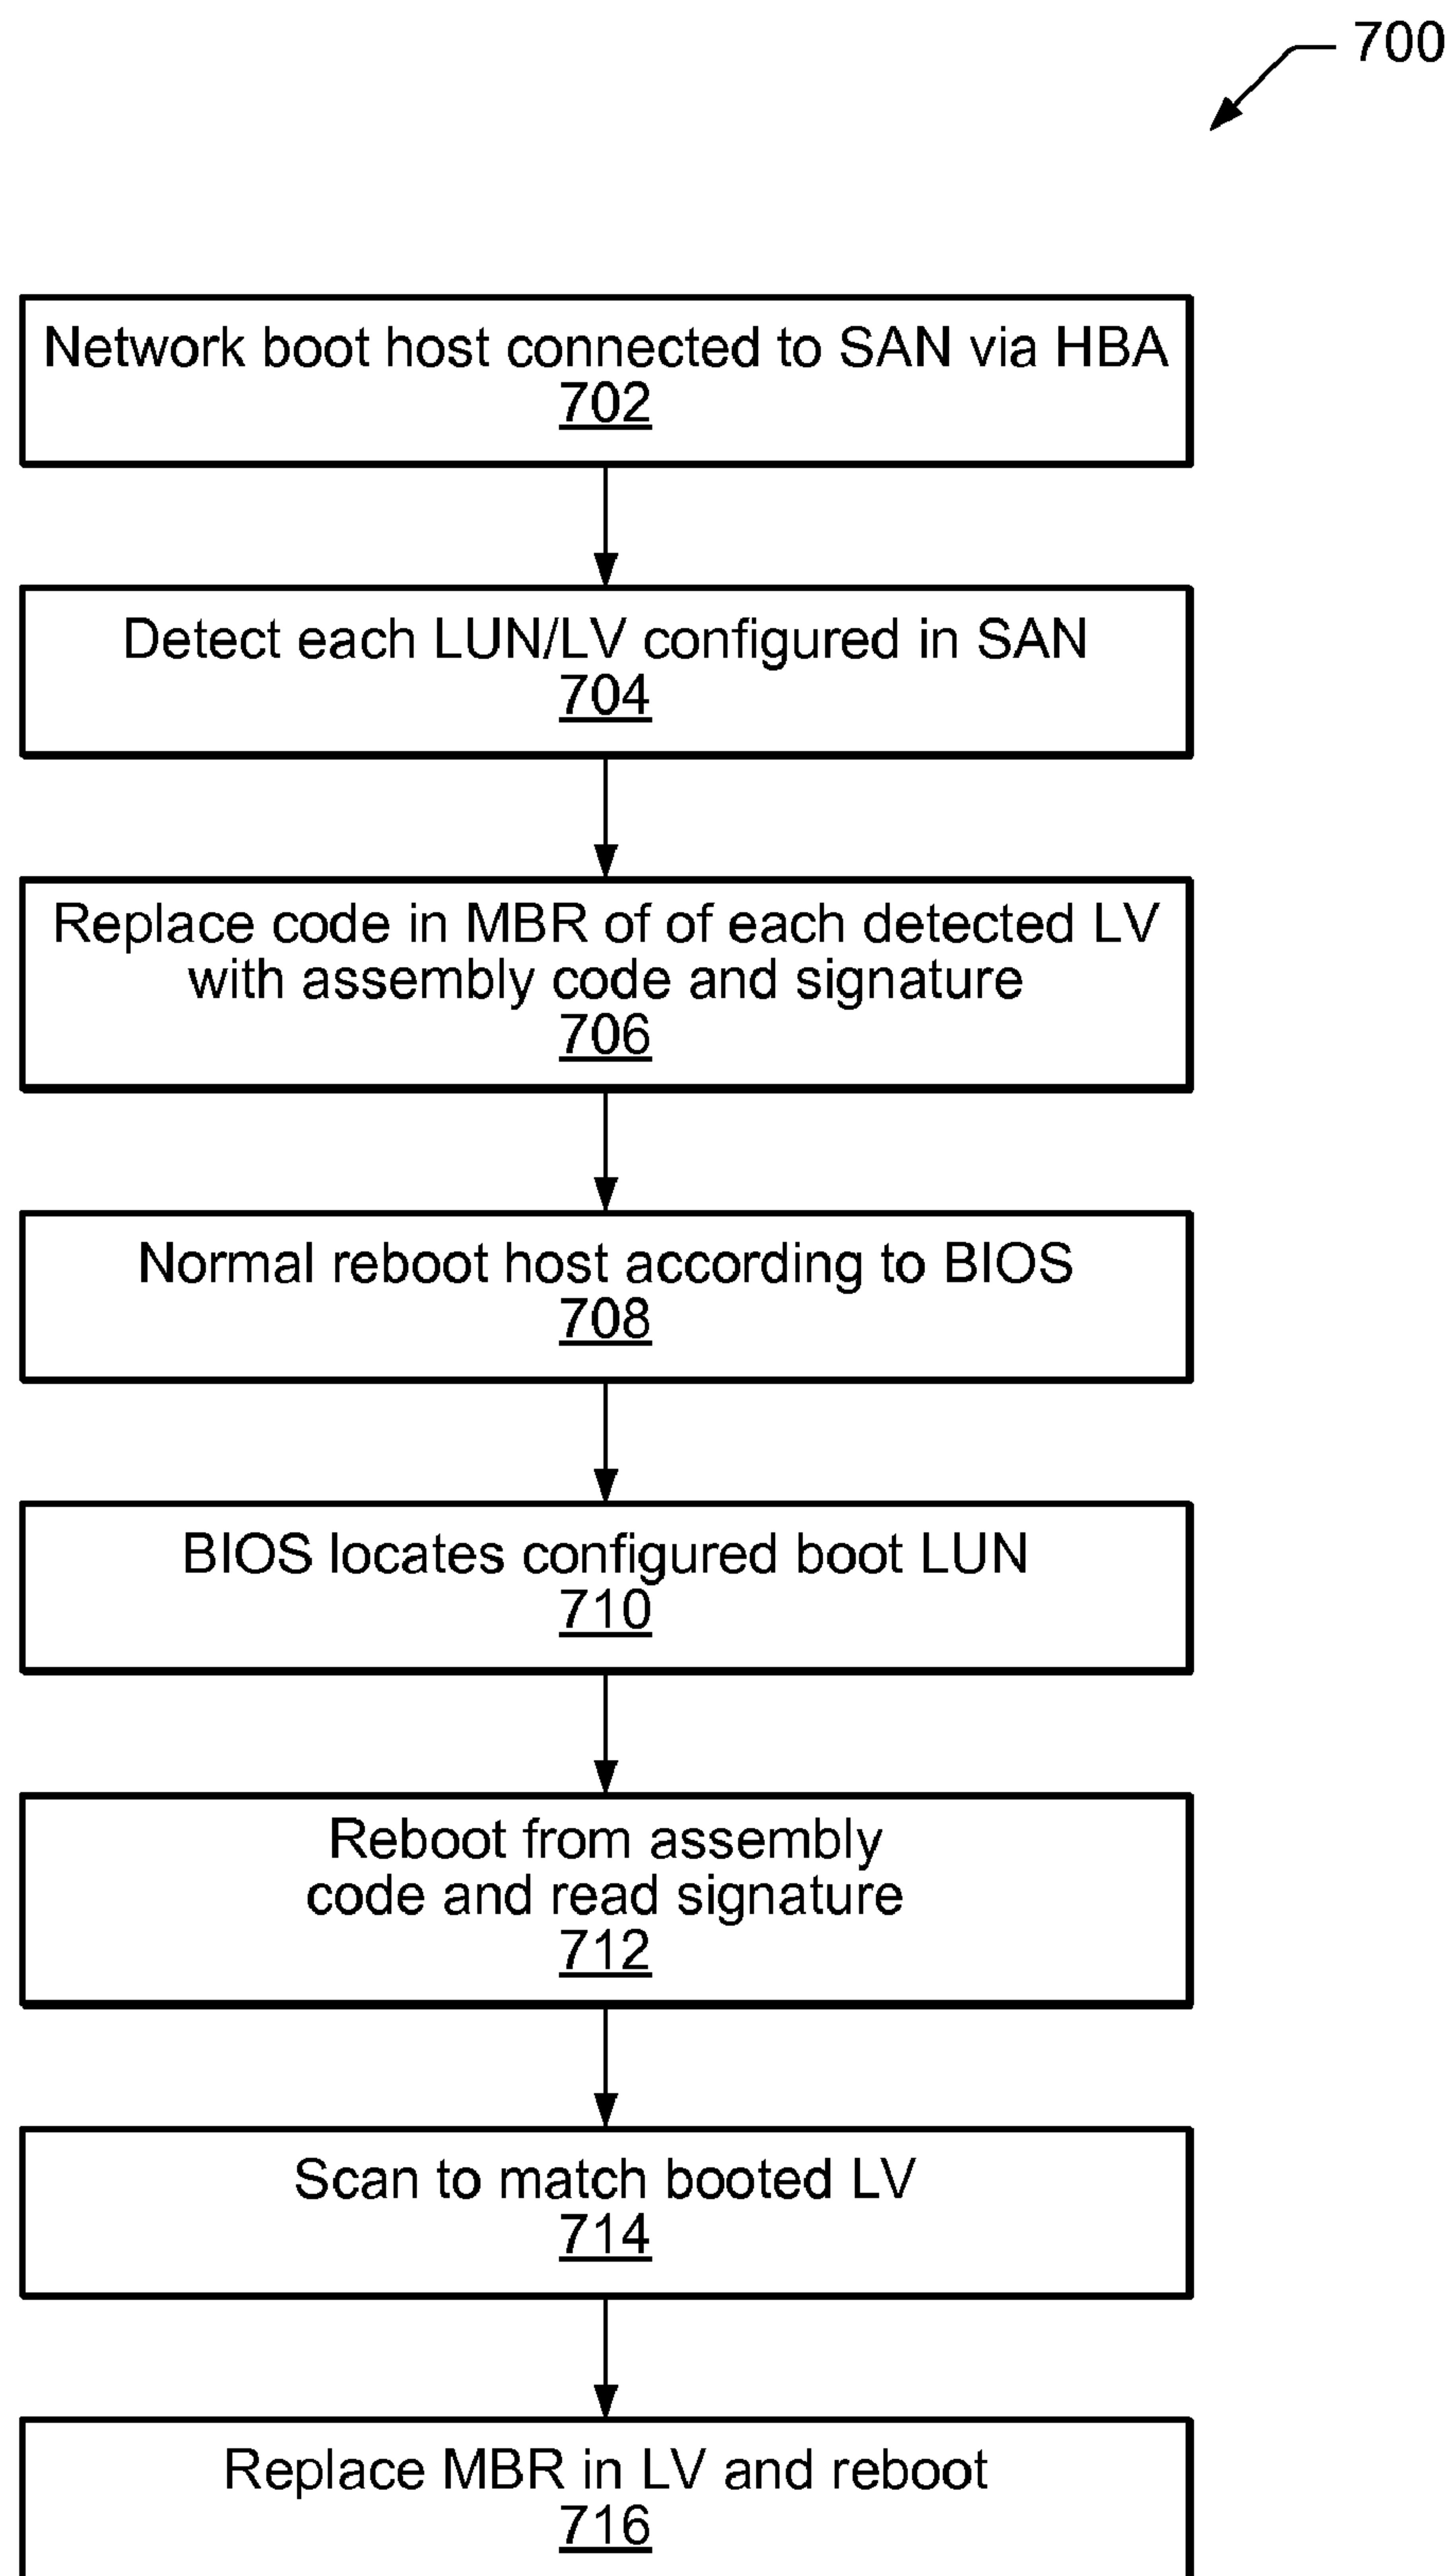 700
Network boot host connected to SAN via HBA
702
Detect each LUN/LV configured in SAN
704
Replace code in MBR of of each detected LV
with assembly code and signature
706
Normal reboot host according to BIOS
708
BIOS locates configured boot LUN
710
Reboot from assembly
code and read signature
712
Scan to match booted LV
714
Replace MBR in LV and reboot
716